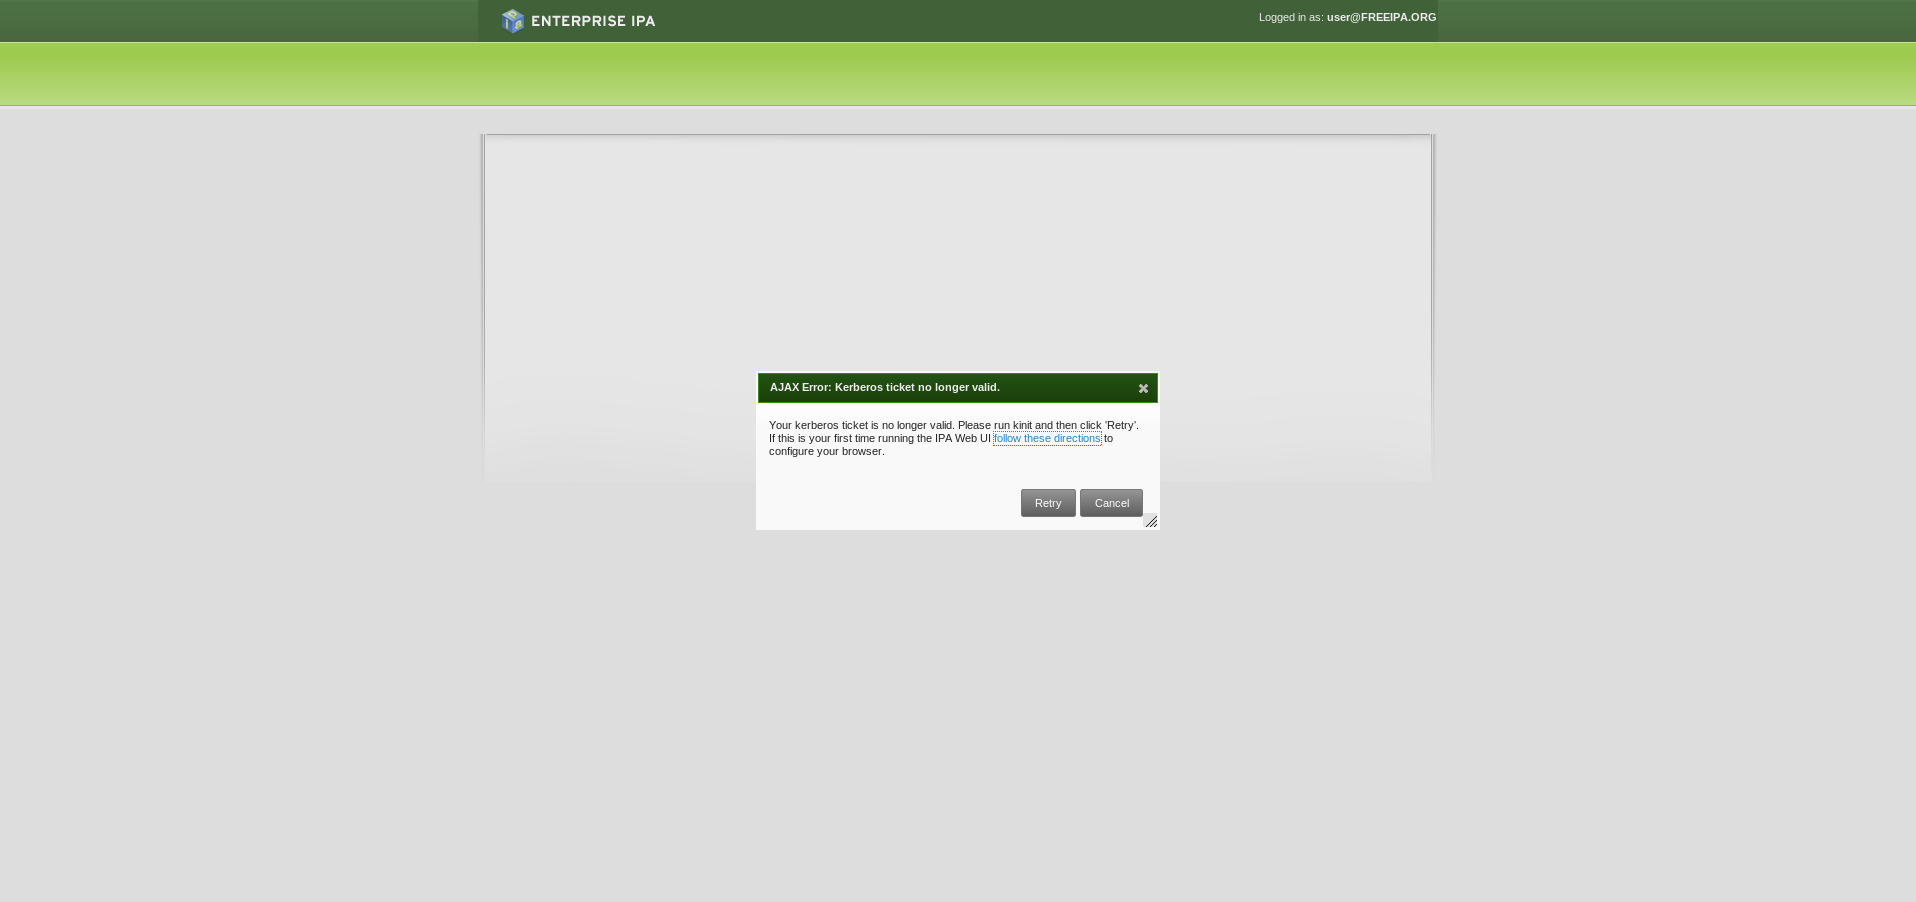 ENTERPRISE IPA
Logged in as: user@FREEIPA.ORG
AJAX Error: Kerberos ticket no longer valid.
Your kerberos ticket is no longer valid. Please run kinit and then click 'Retry'.
If this is your first time running the IPA Web UI follow these directions to
configure your browser.
Retry
Cancel